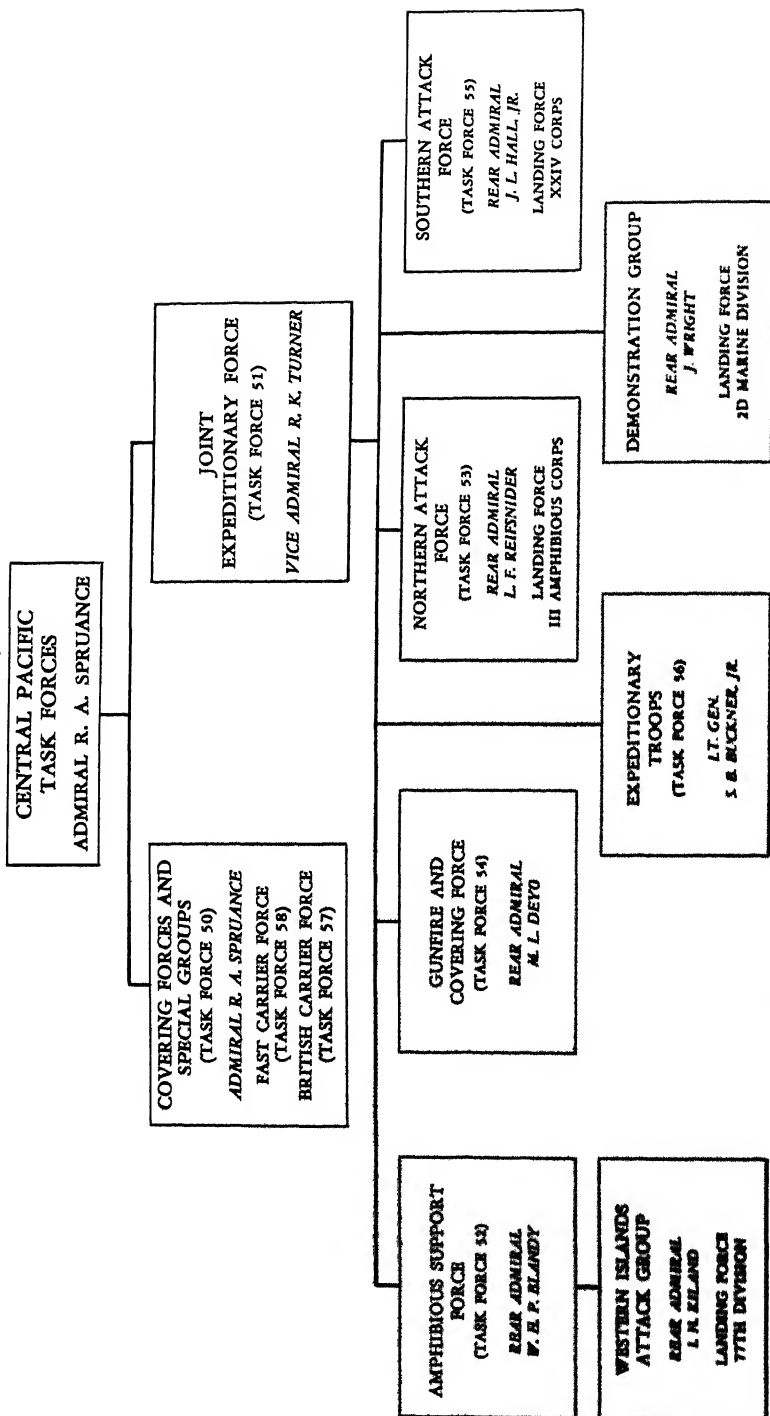 CENTRAL PACIFIC
TASK FORCES
ADMIRAL R. A. SPRUANCE
COVERING FORCES AND
SPECIAL GROUPS
(TASK FORCE 50)
ADMIRAL R. A. SPRUANCE
FAST CARRIER FORCE
(TASK FORCE 58)
BRITISH CARRIER FORCE
(TASK FORCE 57)
JOINT
EXPEDITIONARY FORCE
(TASK FORCE 51)
VICE ADMIRAL R. K. TURNER
AMPHIBIOUS SUPPORT
FORCE
(TASK FORCE 52)
REAR ADMIRAL
W. H. P. BLANDY
GUNFIRE AND
COVERING FORCE
(TASK FORCE 54)
REAR ADMIRAL
M. L. DEYO
NORTHERN ATTACK
FORCE
(TASK FORCE 53)
REAR ADMIRAL
L. F. REIFSNIDER
LANDING FORCE
III AMPHIBIOUS CORPS
SOUTHERN ATTACK
FORCE
(TASK FORCE 55)
REAR ADMIRAL
J. L. HALL, JR.
LANDING FORCE
XXIV CORPS
WESTERN ISLANDS
ATTACK GROUP
REAR ADMIRAL
I. N. KILAND
LANDING FORCE
77TH DIVISION
EXPEDITIONARY
TROOPS
(TASK FORCE 56)
LT. GEN.
S. B. BUCKNER, JR.
DEMONSTRATION GROUP
REAR ADMIRAL
J. WRIGHT
LANDING FORCE
2D MARINE DIVISION